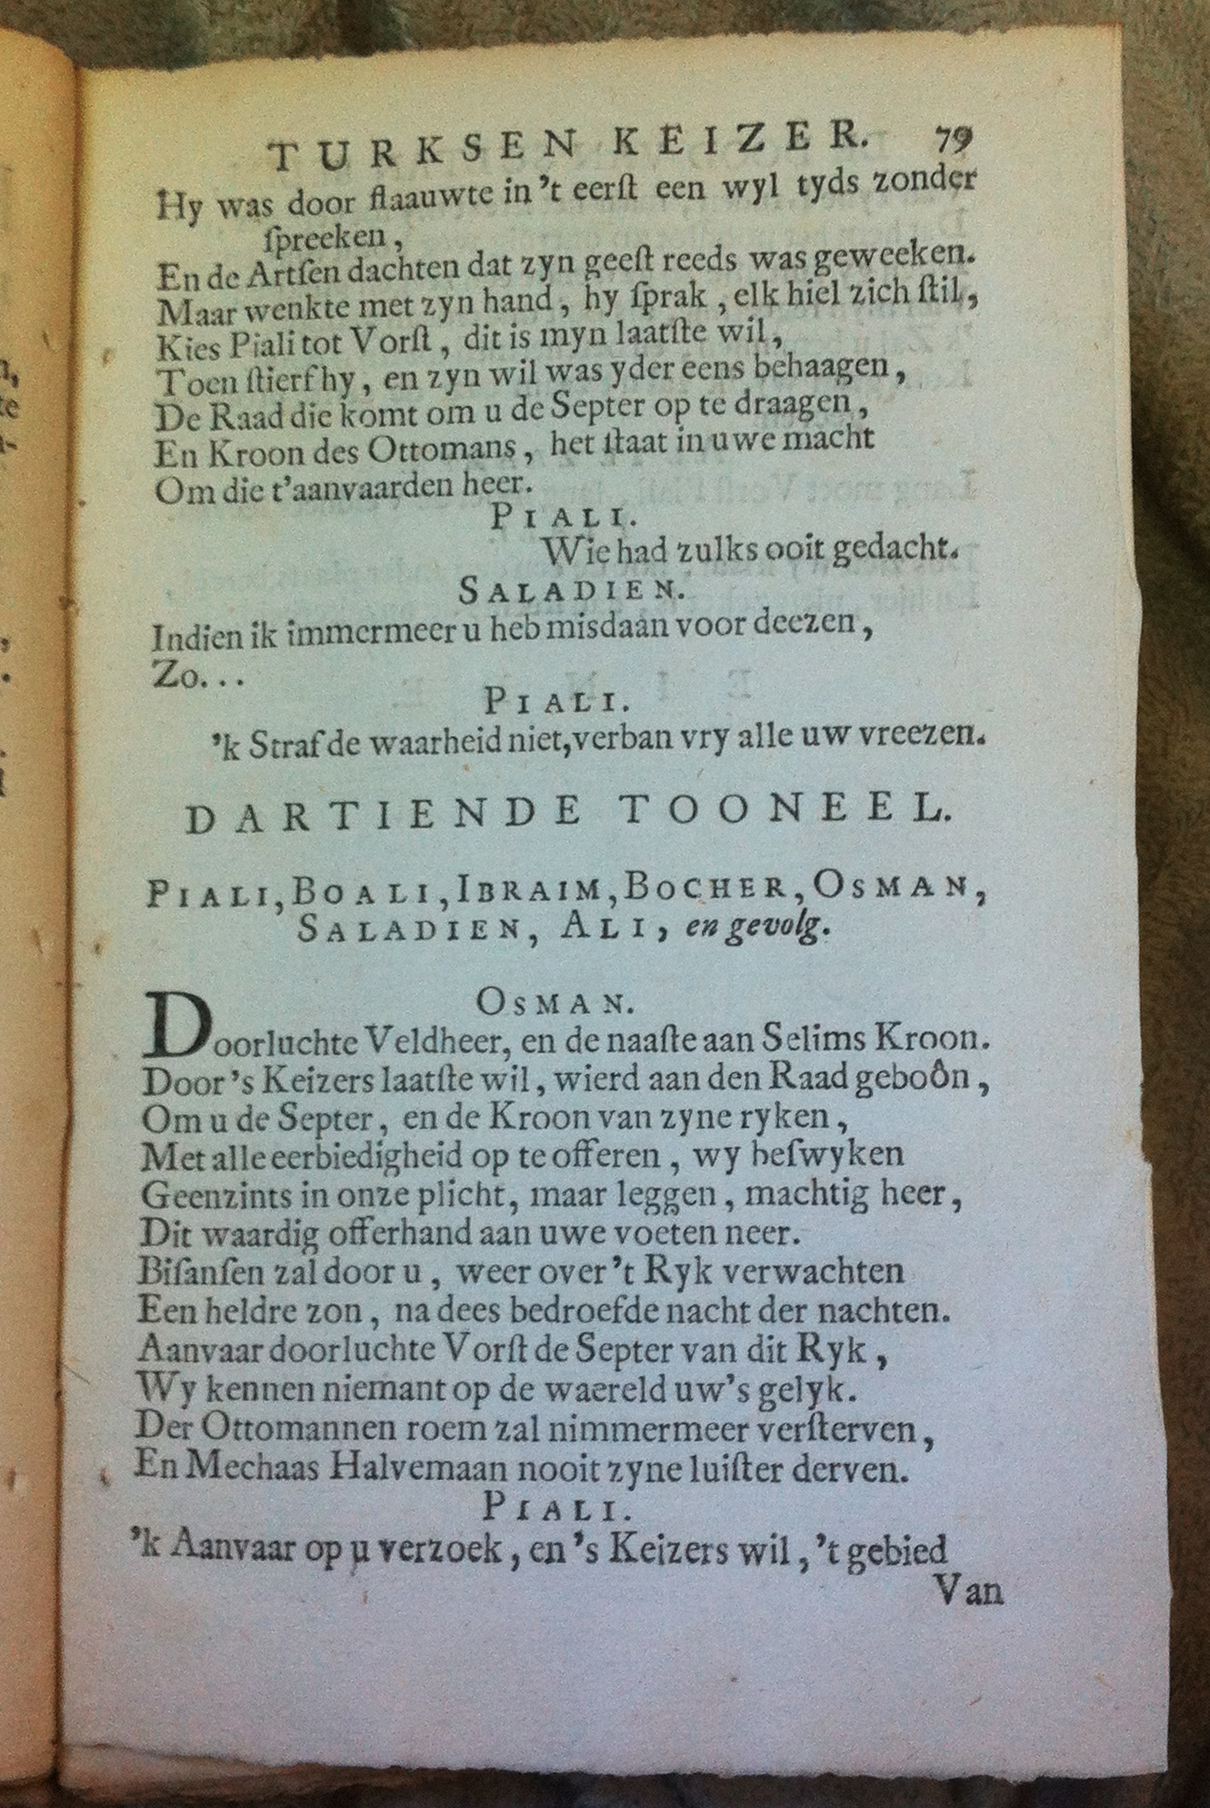 TURKSEN KEIZER. 79
Hy was door flaauwte in 't eerſt een wyl tyds zonder
ſpreeken,
En de Artſen dachten dat zyn geeſt reeds was geweeken.
Maar wenkte met zyn hand, hy ſprak, elk hiel zich ſtil,
Kies Piali tot Vorſt, dit is myn laatſte wil,
Toen ſtierf hy, en zyn wil was yder eens behaagen,
De Raad die komt om u de Septer op te draagen,
En Kroon des Ottomans, het ſtaat in uwe macht
Om die t'aanvaarden heer.
PIALI.
Wie had zulks ooit gedacht.
SALADIEN.
Indien ik immermeer u heb misdaan voor deezen,
Zo...
PIALI.
'k Straf de waarheid niet, verban vry alle uw vreezen.
DARTIENDE TOONEEL.
PIALI, BOALI, IBRAIM, BOCHER, OSMAN,
SALADIEN, ALI, en gevolg.
OSMAN.
Doorluchte Veldheer, en de naaſte aan Selims Kroon.
Door 's Keizers laatſte wil, wierd aan den Raad geboôn,
Om u de Septer, en de Kroon van zyne ryken,
Met alle eerbiedigheid op te offeren, wy beſwyken
Geenzints in onze plicht, maar leggen, machtig heer,
Dit waardig offerhand aan uwe voeten neer.
Biſanſen zal door u, weer over 't Ryk verwachten
Een heldre zon, na dees bedroefde nacht der nachten.
Aanvaar doorluchte Vorſt de Septer van dit Ryk,
Wy kennen niemant op de waereld uw's gelyk.
Der Ottomannen roem zal nimmermeer verſterven,
En Mechaas Halvemaan nooit zyne luiſter derven.
PIALI.
'k Aanvaar op u verzoek, en 's Keizers wil, 't gebied
Van